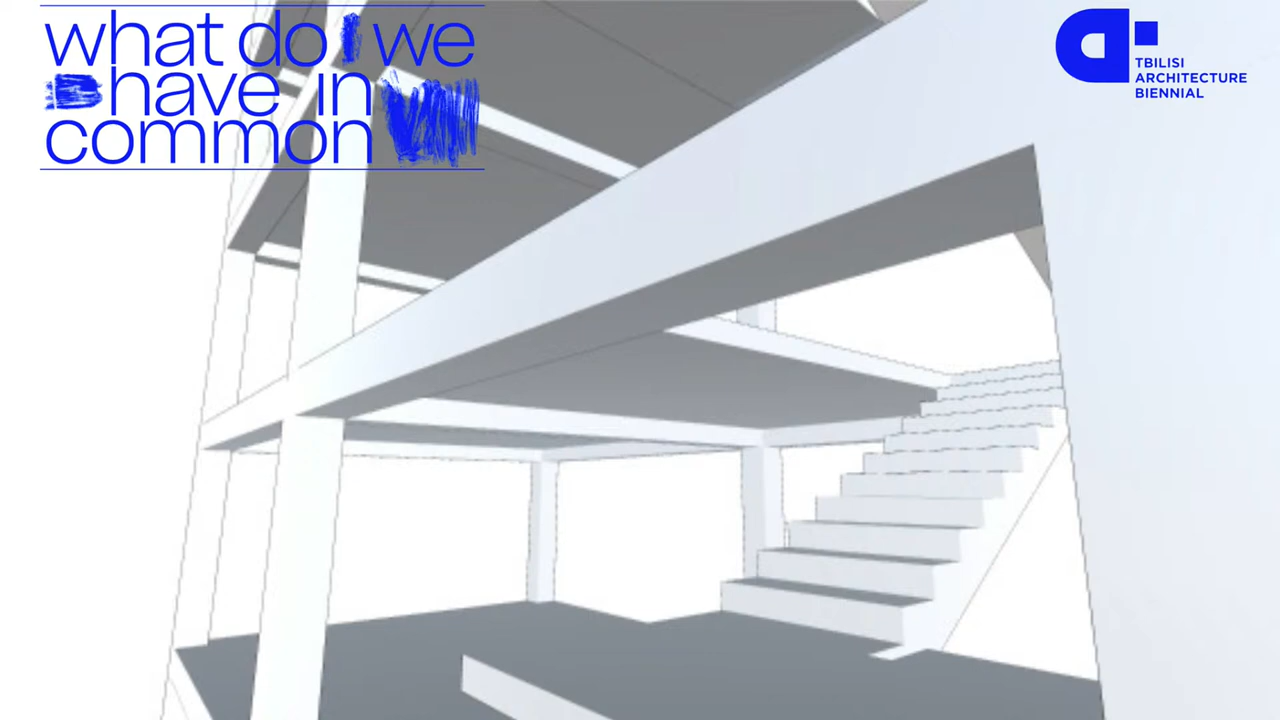 what do I we
have in
common
TBILISI
ARCHITECTURE
BIENNIAL